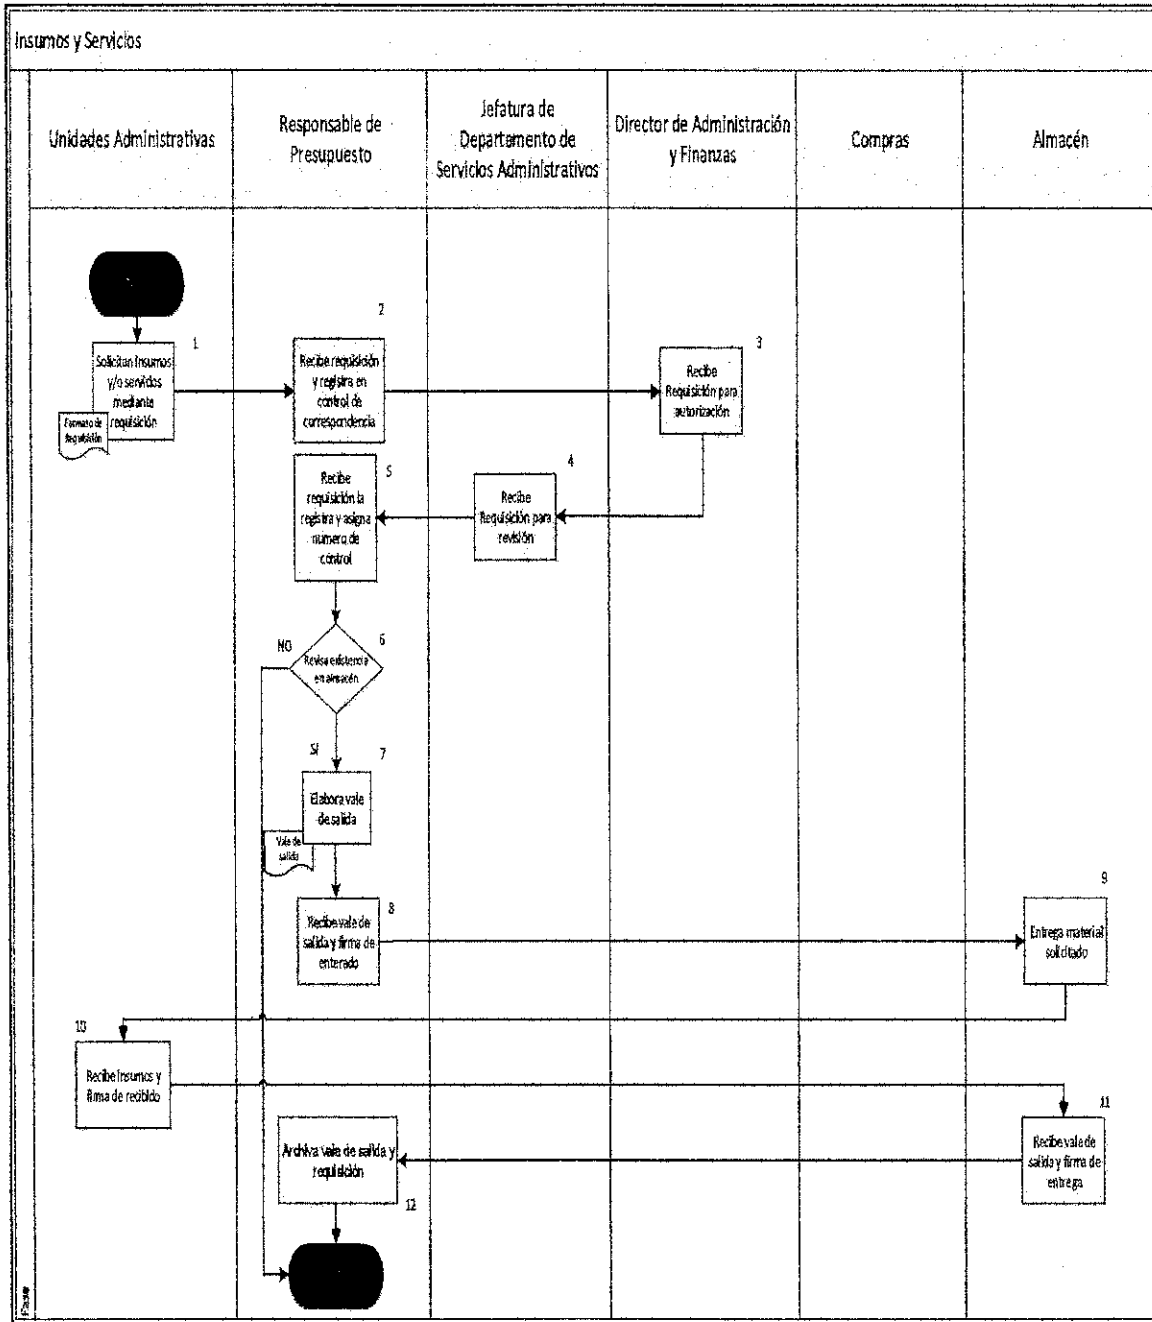 Insumos y Servicios
Unidades Administrativas
Responsable de
Presupuesto
Jefatura de
Departamento de
Servicios Administrativos
Director de Administración
y Finanzas
Compras
Almacén
1
Solicitan insumos
y/o servicios
mediante
requisición
Formato de
Requisición
2
Recibe requisición
y registra en
control de
correspondencia
3
Recibe
Requisición para
autorización
4
Recibe
Requisición para
revisión
5
Recibe
requisición la
registra y asigna
número de
control
6
Revisa existencia
en almacén
NO
SI
7
Elabora vale
de salida
Vale de
salida
8
Recibe vale de
salida y firma de
enterado
9
Entrega material
solicitado
10
Recibe insumos y
firma de recibido
11
Recibe vale de
salida y firma de
entrega
Archiva vale de salida y
requisición
12